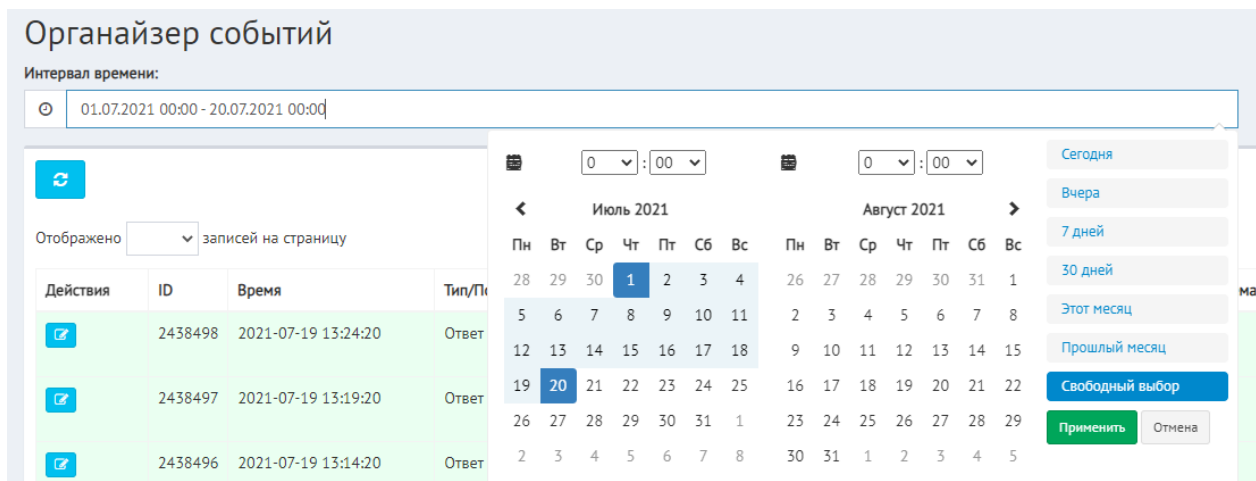 Органайзер событий
Интервал времени:
01.07.2021 00:00 - 20.07.2021 00:00
0 : 00 0 : 00 Сегодня
Вчера
Июль 2021 Август 2021
Отображено записей на страницу
7 дней
Пн Вт Ср Чт Пт Сб Вс Пн Вт Ср Чт Пт Сб Вс
28 29 30 1 2 3 4 26 27 28 29 30 31 1 30 дней
Действия ID Время
5 6 7 8 9 10 11 2 3 4 5 6 7 8 Этот месяц
2438498 2021-07-19 13:24:20 Ответ
12 13 14 15 16 17 18 9 10 11 12 13 14 15 Прошлый месяц
19 20 21 22 23 24 25 16 17 18 19 20 21 22 Свободный выбор
2438497 2021-07-19 13:19:20 Ответ
26 27 28 29 30 31 1 23 24 25 26 27 28 29 Применить Отмена
2 3 4 5 6 7 8 30 31 1 2 3 4 5
2438496 2021-07-19 13:14:20 Ответ